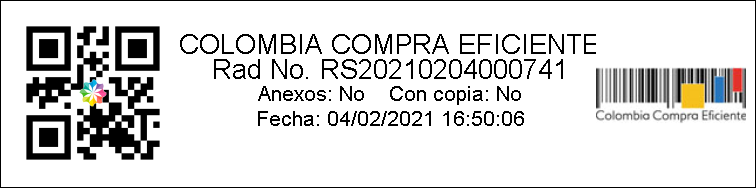 COLOMBIA COMPRA EFICIENTE
Rad No. RS20210204000741
Anexos: No Con copia: No
Fecha: 04/02/2021 16:50:06
Colombia Compra Eficiente